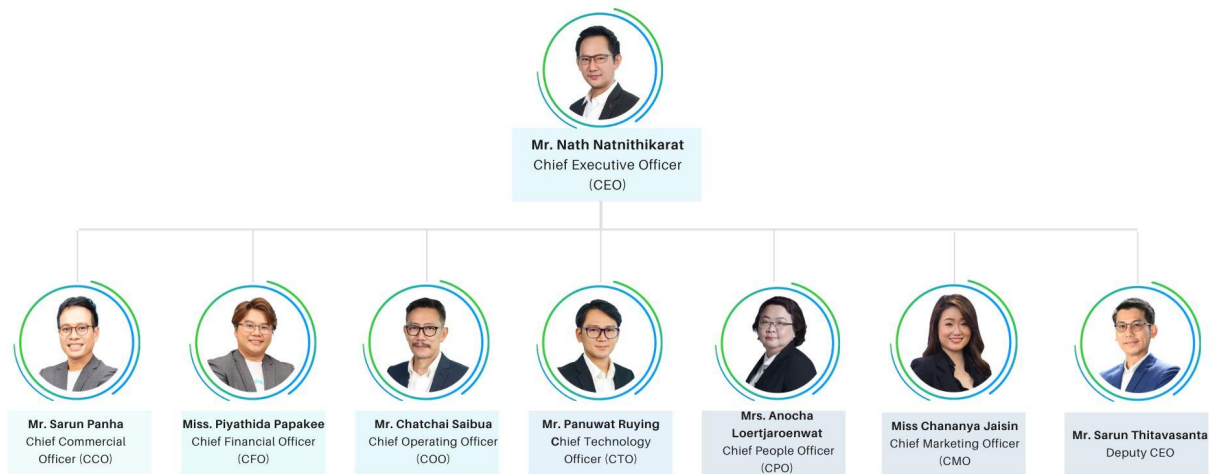 Mr. Nath Natnithikarat
Chief Executive Officer
(CEO)
Mr. Sarun Panha
Chief Commercial
Officer (CCO)
Miss. Piyathida Papakee
Chief Financial Officer
(CFO)
Mr. Chatchai Saibua
Chief Operating Officer
(COO)
Mr. Panuwat Ruying
Chief Technology
Officer (CTO)
Mrs. Anocha
Loertjaroenwat
Chief People Officer
(CPO)
Miss Chananya Jaisin
Chief Marketing Officer
(CMO
Mr. Sarun Thitavasanta
Deputy CEO